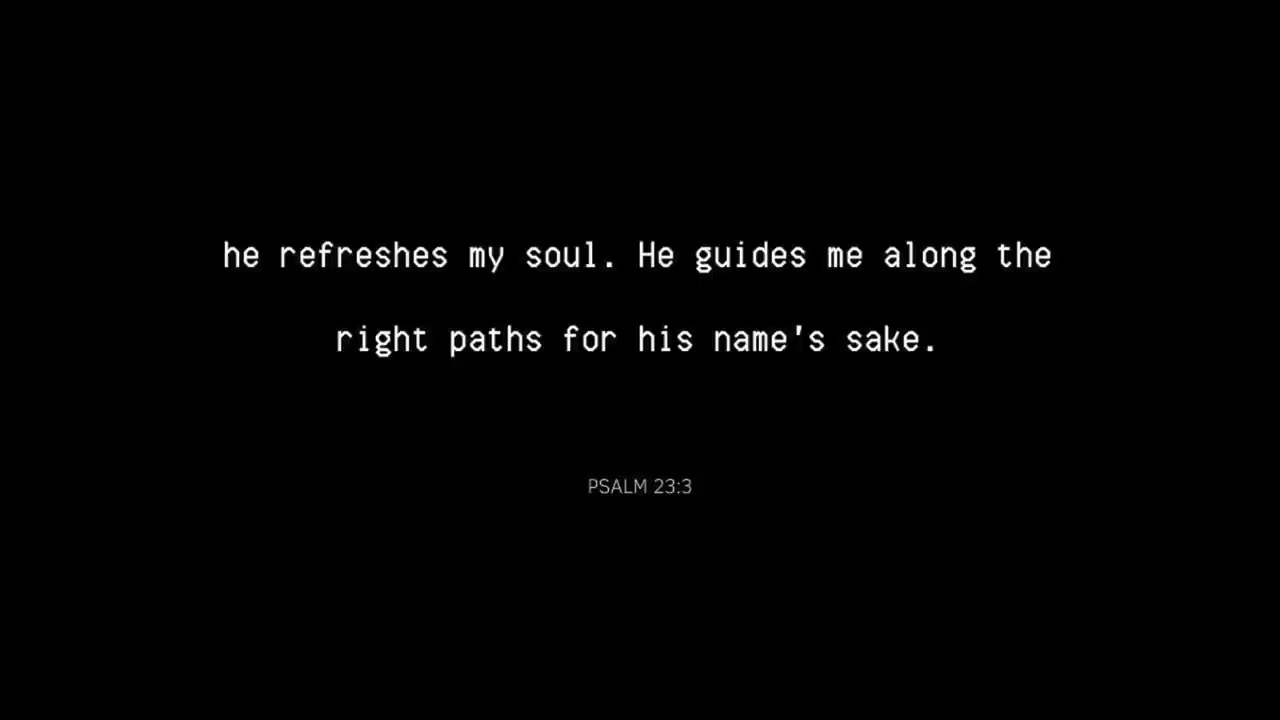 he refreshes my soul. He guides me along the
right paths for his name's sake.
PSALM 23:3